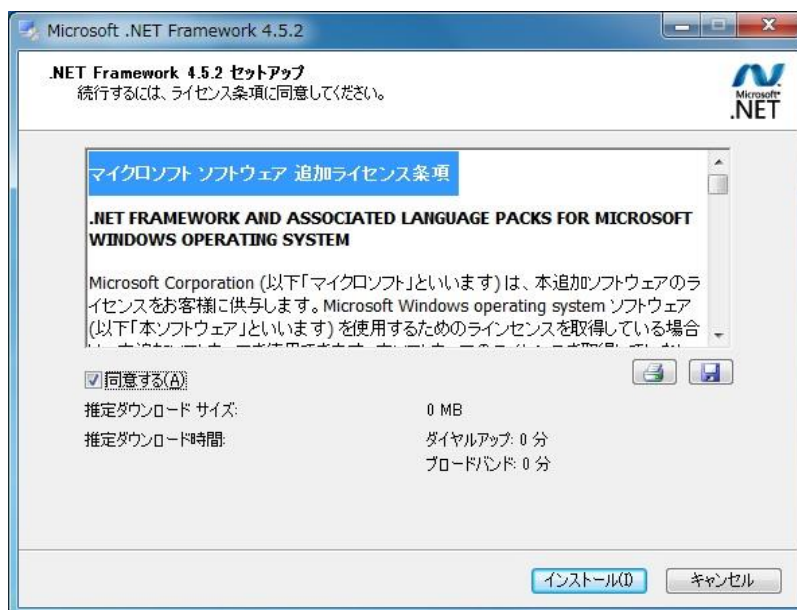 Microsoft .NET Framework 4.5.2
.NET Framework 4.5.2 セットアップ
続行するには、ライセンス条項に同意してください。
Microsoft
.NET
マイクロソフト ソフトウェア 追加ライセンス条項
.NET FRAMEWORK AND ASSOCIATED LANGUAGE PACKS FOR MICROSOFT
WINDOWS OPERATING SYSTEM
Microsoft Corporation (以下「マイクロソフト」といいます) は、本追加ソフトウェアのラ
イセンスをお客様に供与します。Microsoft Windows operating system ソフトウェア
(以下「本ソフトウェア」といいます) を使用するためのラインセンスを取得している場合
同意する(A)
推定ダウンロード サイズ: 0 MB
推定ダウンロード時間: ダイヤルアップ: 0 分
ブロードバンド: 0 分
インストール(I)
キャンセル